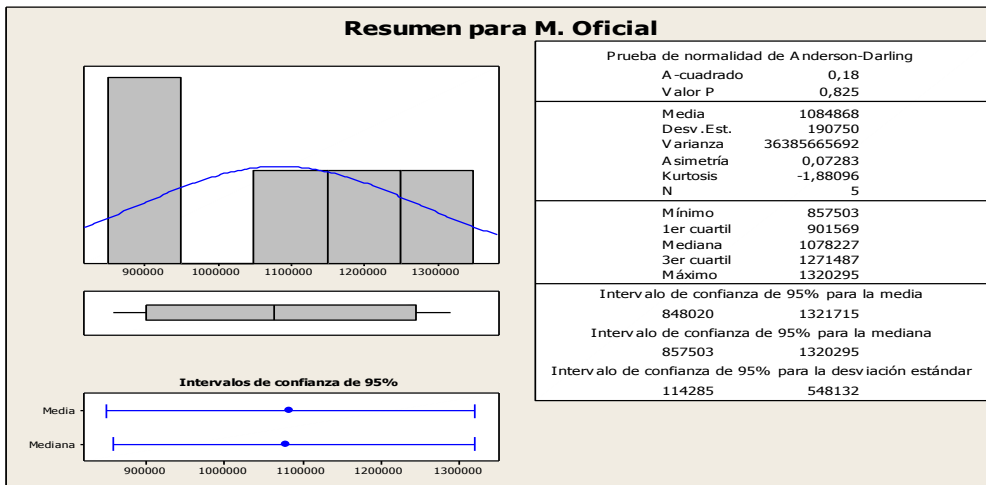 Resumen para M. Oficial
900000 1000000 1100000 1200000 1300000
Intervalos de confianza de 95%
Media
Mediana
900000 1000000 1100000 1200000 1300000
Prueba de normalidad de Anderson-Darling
A-cuadrado 0,18
Valor P 0,825
Media 1084868
Desv.Est. 190750
Varianza 36385665692
Asimetría 0,07283
Kurtosis -1,88096
N 5
Mínimo 857503
1er cuartil 901569
Mediana 1078227
3er cuartil 1271487
Máximo 1320295
Intervalo de confianza de 95% para la media
848020 1321715
Intervalo de confianza de 95% para la mediana
857503 1320295
Intervalo de confianza de 95% para la desviación estándar
114285 548132